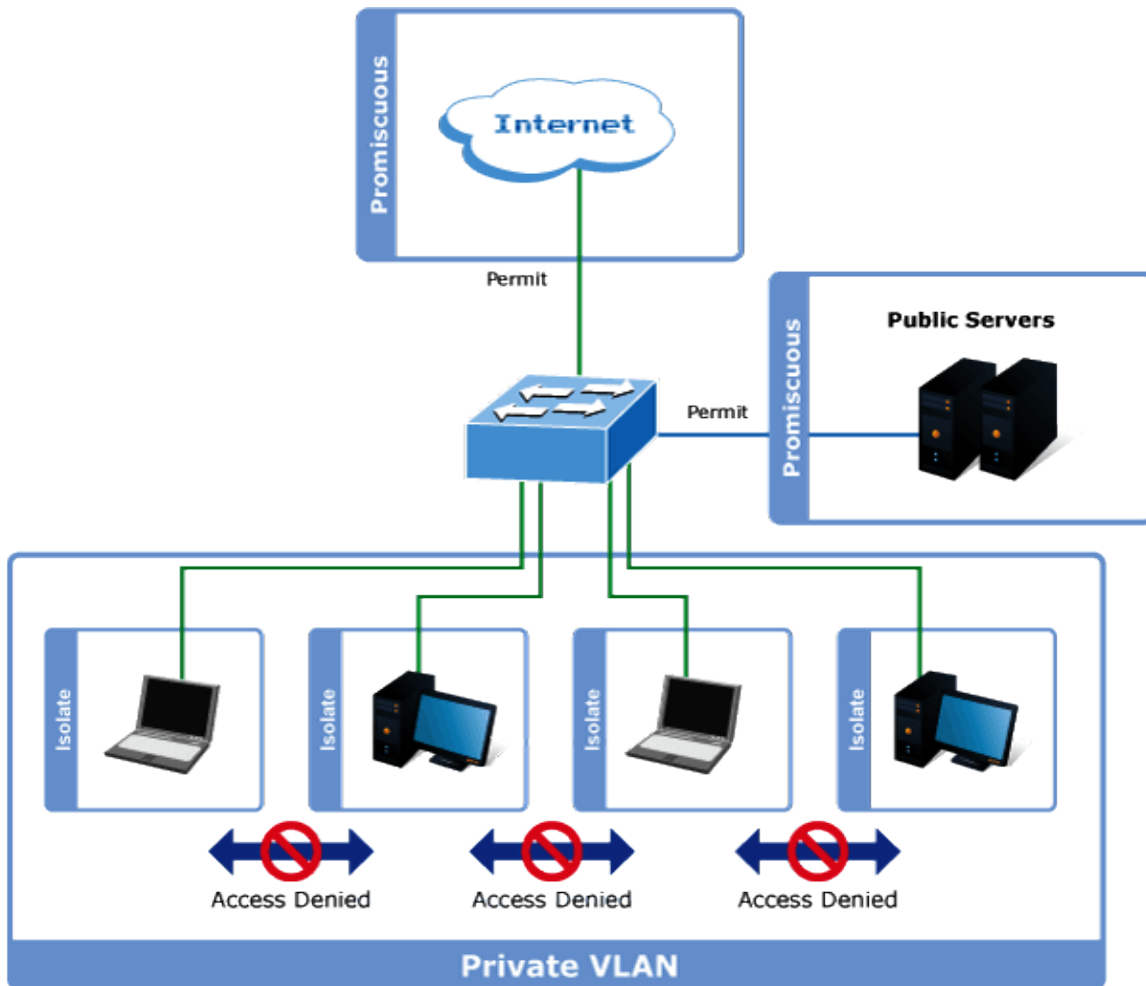 Promiscuous
Internet
Permit
Promiscuous
Public Servers
Permit
Isolate
Isolate
Isolate
Isolate
Access Denied
Access Denied
Access Denied
Private VLAN